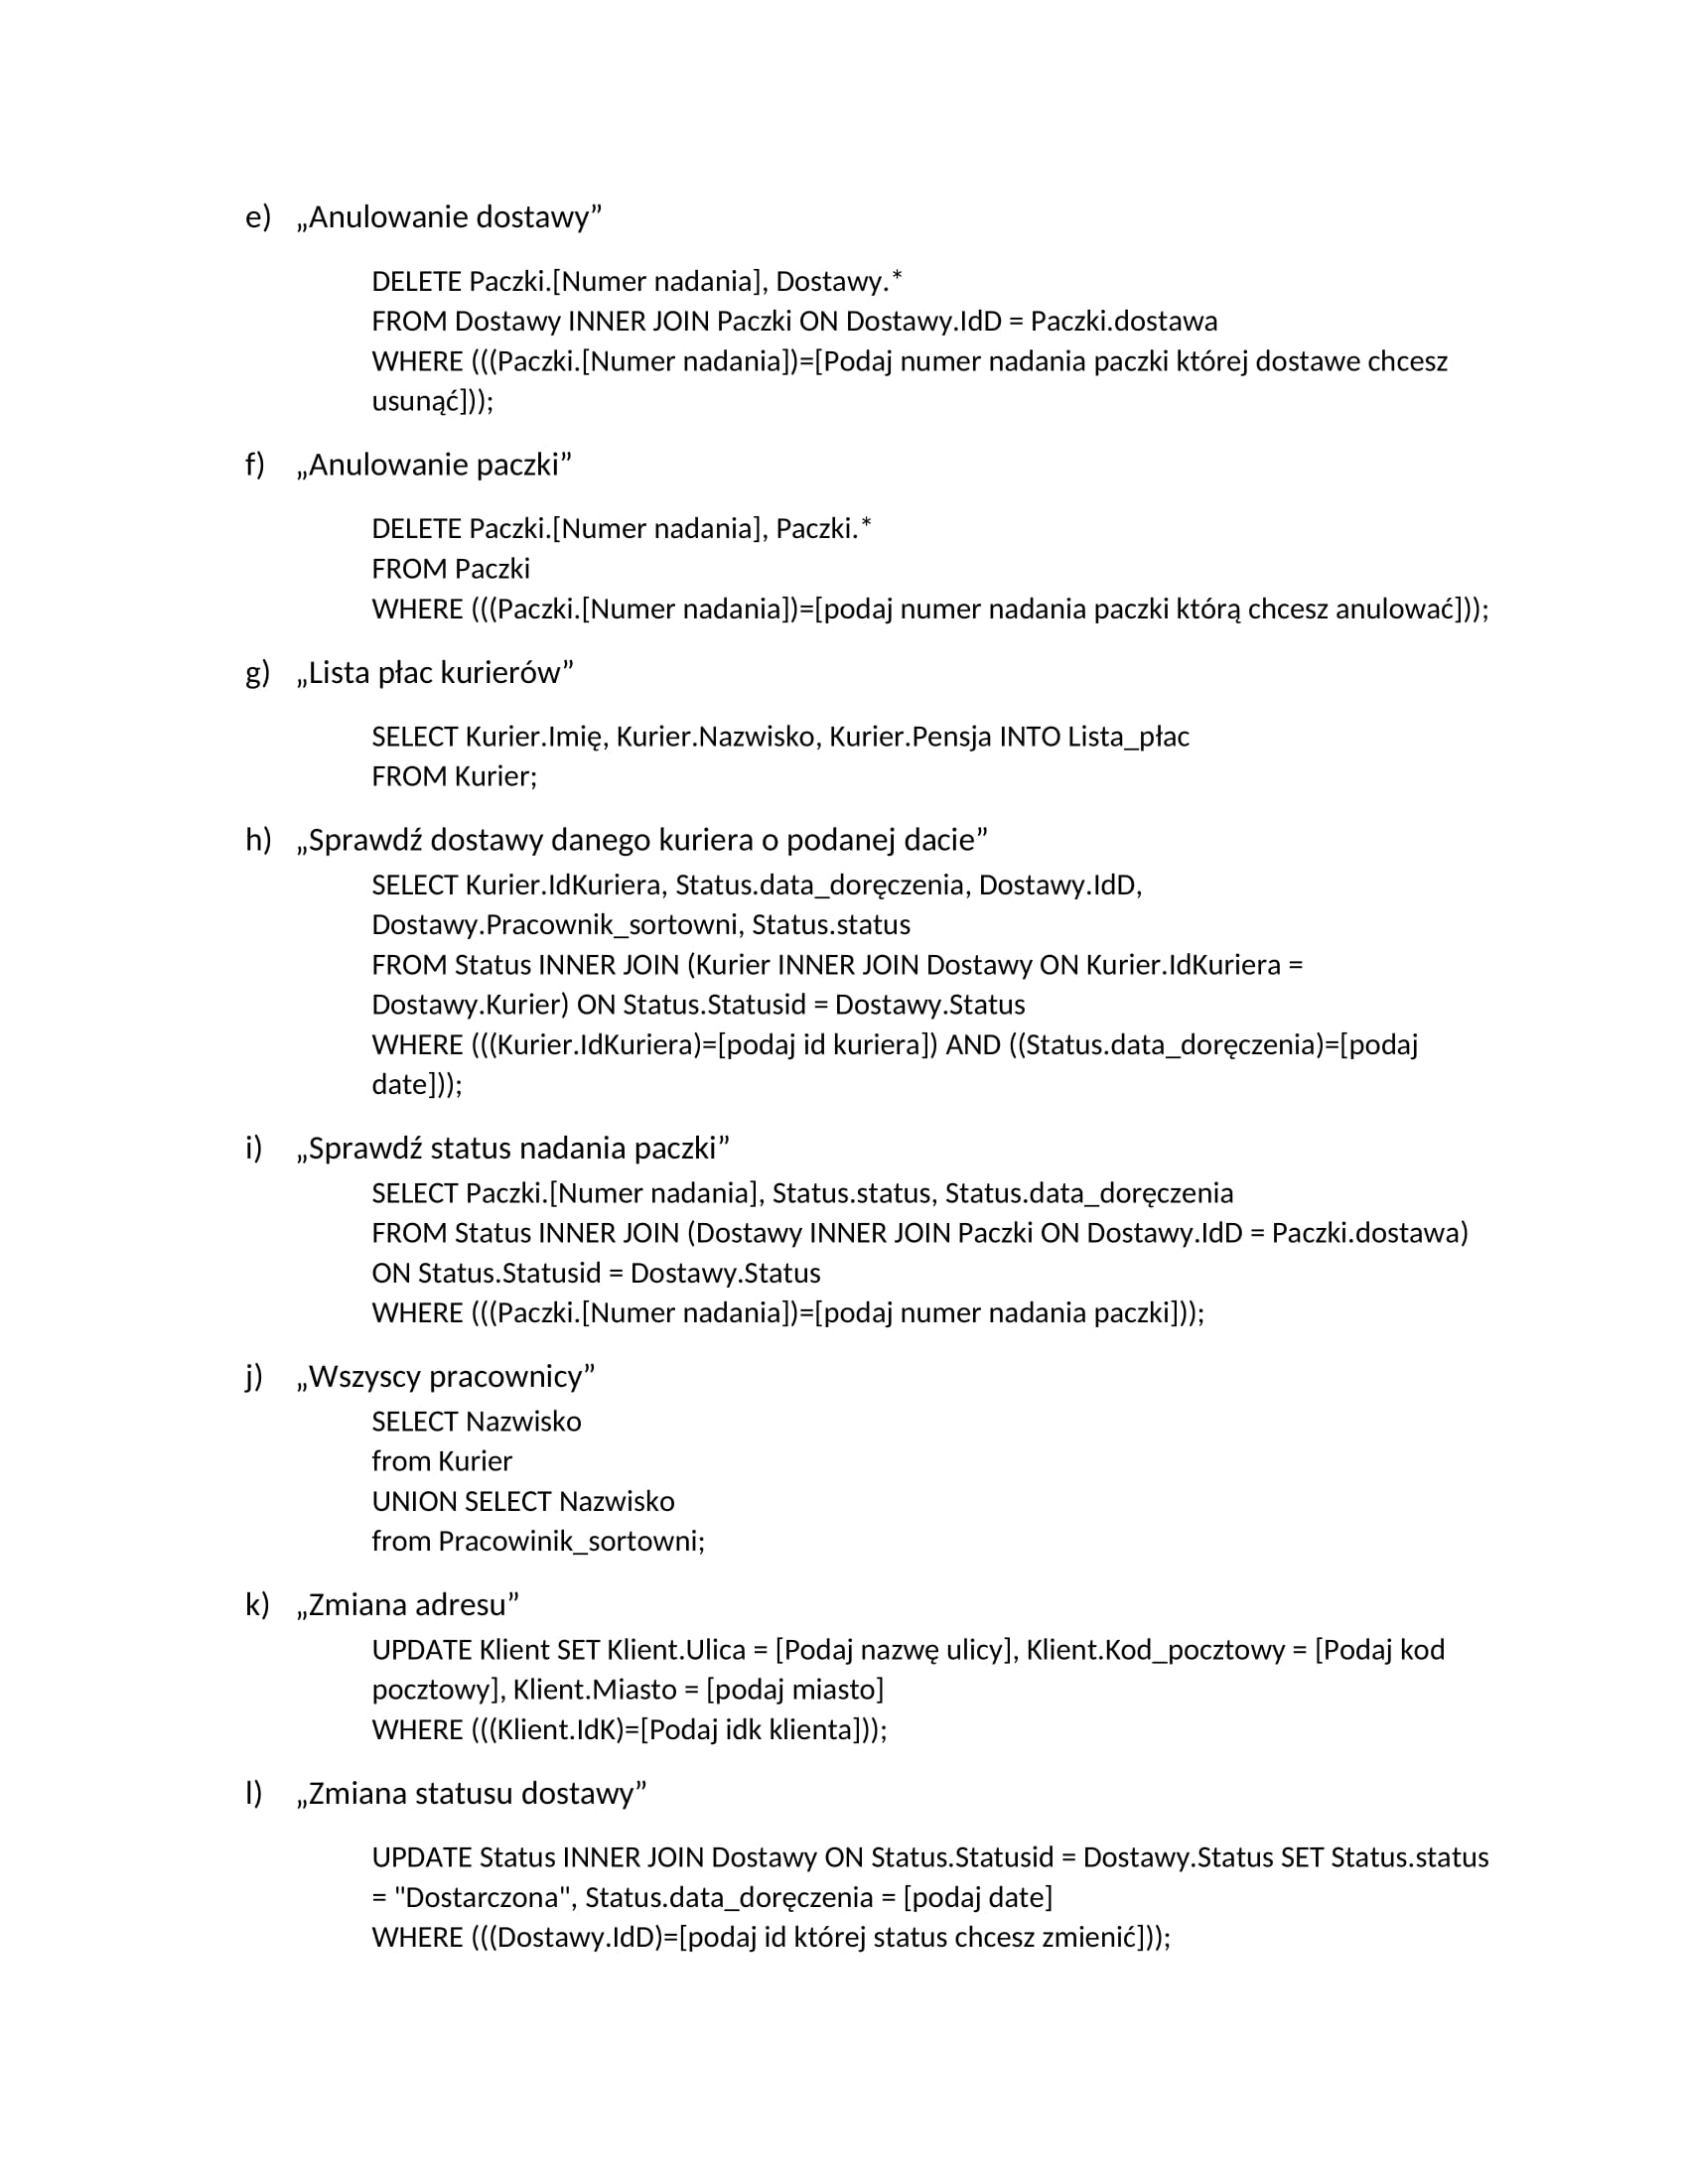 e) „Anulowanie dostawy”
DELETE Paczki.[Numer nadania], Dostawy.*
FROM Dostawy INNER JOIN Paczki ON Dostawy.IdD = Paczki.dostawa
WHERE (((Paczki.[Numer nadania])=[Podaj numer nadania paczki której dostawe chcesz
usunąć]));
f) „Anulowanie paczki”
DELETE Paczki.[Numer nadania], Paczki.*
FROM Paczki
WHERE (((Paczki.[Numer nadania])=[podaj numer nadania paczki którą chcesz anulować]));
g) „Lista płac kurierów”
SELECT Kurier.Imię, Kurier.Nazwisko, Kurier.Pensja INTO Lista_płac
FROM Kurier;
h) „Sprawdź dostawy danego kuriera o podanej dacie”
SELECT Kurier.IdKuriera, Status.data_doręczenia, Dostawy.IdD,
Dostawy.Pracownik_sortowni, Status.status
FROM Status INNER JOIN (Kurier INNER JOIN Dostawy ON Kurier.IdKuriera =
Dostawy.Kurier) ON Status.Statusid = Dostawy.Status
WHERE (((Kurier.IdKuriera)=[podaj id kuriera]) AND ((Status.data_doręczenia)=[podaj
date]));
i) „Sprawdź status nadania paczki”
SELECT Paczki.[Numer nadania], Status.status, Status.data_doręczenia
FROM Status INNER JOIN (Dostawy INNER JOIN Paczki ON Dostawy.IdD = Paczki.dostawa)
ON Status.Statusid = Dostawy.Status
WHERE (((Paczki.[Numer nadania])=[podaj numer nadania paczki]));
j) „Wszyscy pracownicy”
SELECT Nazwisko
from Kurier
UNION SELECT Nazwisko
from Pracowinik_sortowni;
k) „Zmiana adresu”
UPDATE Klient SET Klient.Ulica = [Podaj nazwę ulicy], Klient.Kod_pocztowy = [Podaj kod
pocztowy], Klient.Miasto = [podaj miasto]
WHERE (((Klient.IdK)=[Podaj idk klienta]));
l) „Zmiana statusu dostawy”
UPDATE Status INNER JOIN Dostawy ON Status.Statusid = Dostawy.Status SET Status.status
= "Dostarczona", Status.data_doręczenia = [podaj date]
WHERE (((Dostawy.IdD)=[podaj id której status chcesz zmienić]));